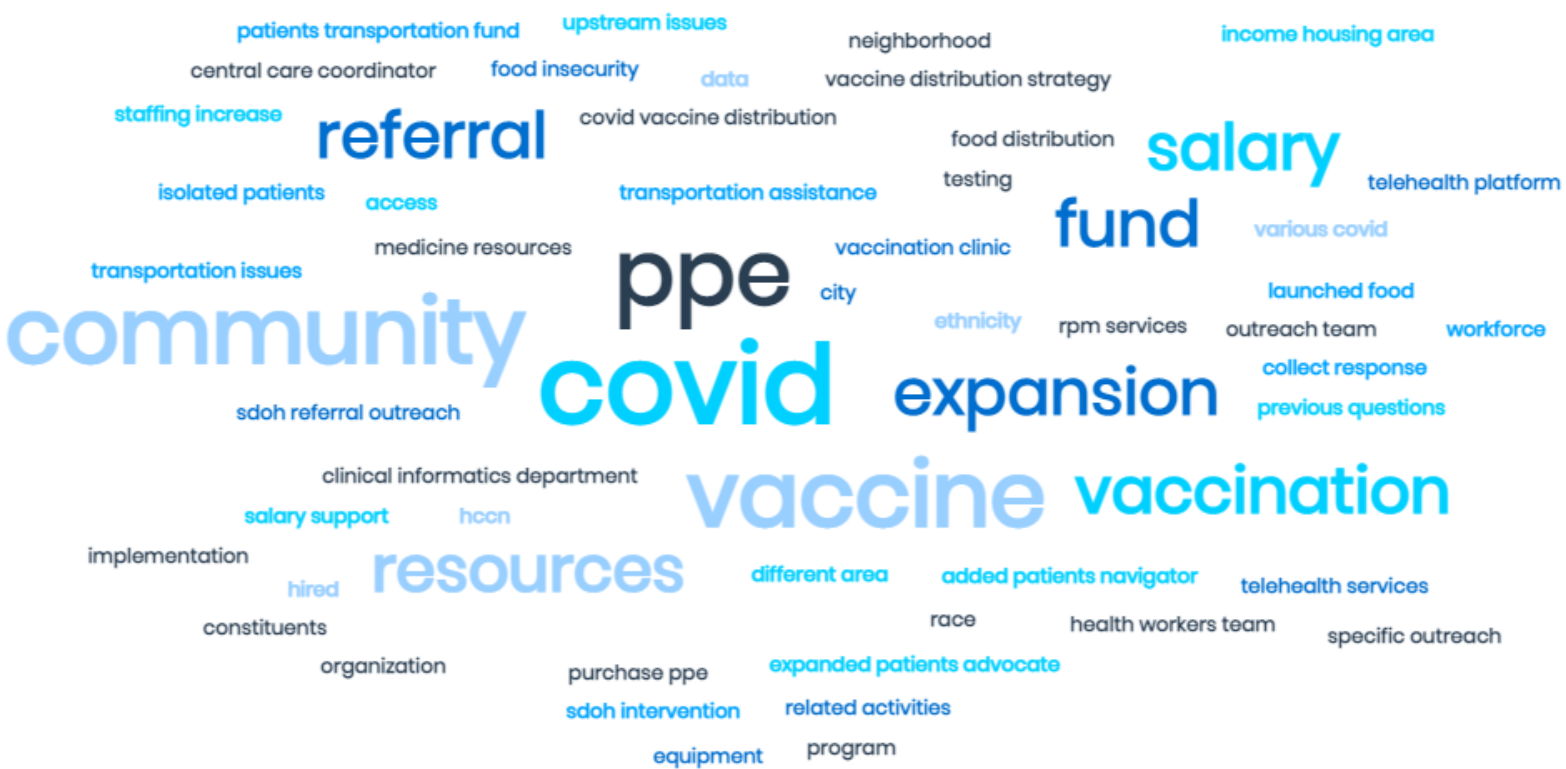 patients transportation fund
upstream issues
neighborhood
income housing area
central care coordinator
food insecurity
data
vaccine distribution strategy
staffing increase
referral
covid vaccine distribution
food distribution
salary
isolated patients
access
transportation assistance
testing
telehealth platform
fund
various covid
medicine resources
ppe
vaccination clinic
transportation issues
city
launched food
community
ethnicity
rpm services
outreach team
workforce
covid
expansion
collect response
sdoh referral outreach
previous questions
clinical informatics department
vaccine
vaccination
salary support
hccn
implementation
resources
different area
added patients navigator
telehealth services
hired
constituents
race
health workers team
specific outreach
organization
purchase ppe
expanded patients advocate
sdoh intervention
related activities
equipment
program